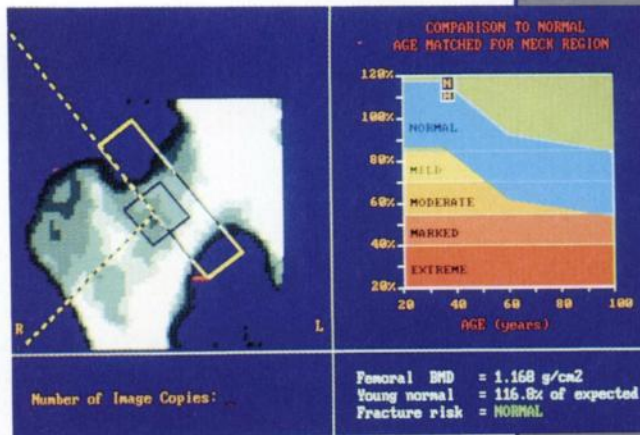 COMPARISON TO NORMAL
AGE MATCHED FOR NECK REGION
120%
100%
80%
60%
40%
20%
NORMAL
MILD
MODERATE
MARKED
EXTREME
20 40 60 80 100
AGE (years)
R L
Number of Image Copies:
Femoral BMD = 1.168 g/cm2
Young normal = 116.8% of expected
Fracture risk = NORMAL